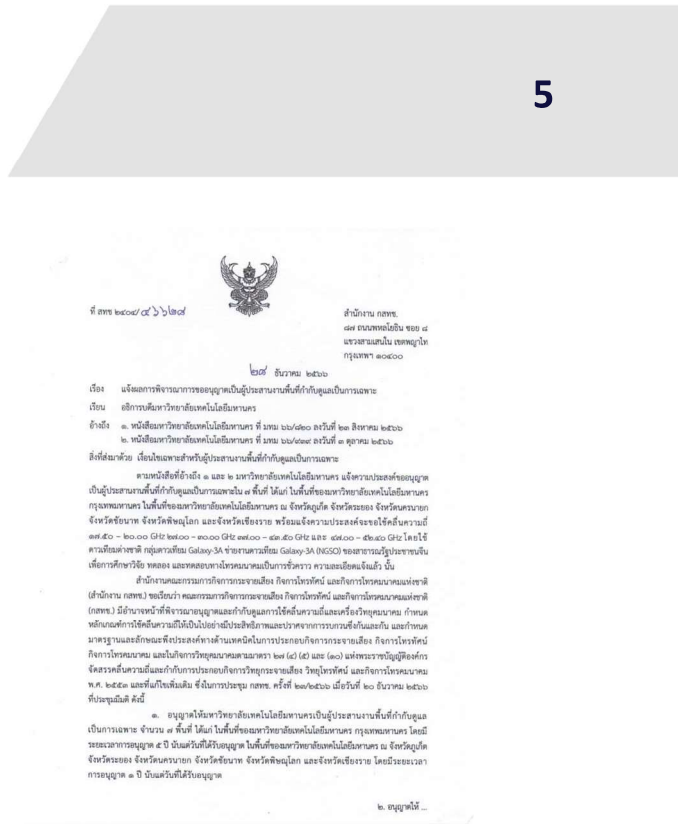 5
ที่ สทช ๒๔๐๔/๔๖๖๒๗
สำนักงาน กสทช.
๘๗ ถนนพหลโยธิน ซอย ๘
แขวงสามเสนใน เขตพญาไท
กรุงเทพฯ ๑๐๔๐๐
๒๗ ธันวาคม ๒๕๖๖
เรื่อง แจ้งผลการพิจารณาการขออนุญาตเป็นผู้ประสานงานพื้นที่กำกับดูแลเป็นการเฉพาะ
เรียน อธิการบดีมหาวิทยาลัยเทคโนโลยีมหานคร
อ้างถึง ๑. หนังสือมหาวิทยาลัยเทคโนโลยีมหานคร ที่ มทม ๖๖/๘๒๐ ลงวันที่ ๒๓ สิงหาคม ๒๕๖๖
๒. หนังสือมหาวิทยาลัยเทคโนโลยีมหานคร ที่ มทม ๖๖/๙๓๙ ลงวันที่ ๓ ตุลาคม ๒๕๖๖
สิ่งที่ส่งมาด้วย เงื่อนไขเฉพาะสำหรับผู้ประสานงานพื้นที่กำกับดูแลเป็นการเฉพาะ
ตามหนังสือที่อ้างถึง ๑ และ ๒ มหาวิทยาลัยเทคโนโลยีมหานคร แจ้งความประสงค์ขออนุญาต
เป็นผู้ประสานงานพื้นที่กำกับดูแลเป็นการเฉพาะใน ๗ พื้นที่ ได้แก่ ในพื้นที่ของมหาวิทยาลัยเทคโนโลยีมหานคร
กรุงเทพมหานคร ในพื้นที่ของมหาวิทยาลัยเทคโนโลยีมหานคร ณ จังหวัดภูเก็ต จังหวัดระยอง จังหวัดนครนายก
จังหวัดชัยนาท จังหวัดพิษณุโลก และจังหวัดเชียงราย พร้อมแจ้งความประสงค์จะขอใช้คลื่นความถี่
๑๗.๕๐ – ๒๐.๐๐ GHz ๒๗.๐๐ – ๓๐.๐๐ GHz ๓๗.๐๐ – ๔๓.๕๐ GHz และ ๔๗.๐๐ – ๕๒.๔๐ GHz โดยใช้
ดาวเทียมต่างชาติ กลุ่มดาวเทียม Galaxy-3A ข่ายงานดาวเทียม Galaxy-3A (NGSO) ของสาธารณรัฐประชาชนจีน
เพื่อการศึกษาวิจัย ทดลอง และทดสอบทางโทรคมนาคมเป็นการชั่วคราว ความละเอียดแจ้งแล้ว นั้น
สำนักงานคณะกรรมการกิจการกระจายเสียง กิจการโทรทัศน์ และกิจการโทรคมนาคมแห่งชาติ
(สำนักงาน กสทช.) ขอเรียนว่า คณะกรรมการกิจการกระจายเสียง กิจการโทรทัศน์ และกิจการโทรคมนาคมแห่งชาติ
(กสทช.) มีอำนาจหน้าที่พิจารณาอนุญาตและกำกับดูแลการใช้คลื่นความถี่และเครื่องวิทยุคมนาคม กำหนด
หลักเกณฑ์การใช้คลื่นความถี่ให้เป็นไปอย่างมีประสิทธิภาพและปราศจากการรบกวนซึ่งกันและกัน และกำหนด
มาตรฐานและลักษณะพึงประสงค์ทางด้านเทคนิคในการประกอบกิจการกระจายเสียง กิจการโทรทัศน์
กิจการโทรคมนาคม และในกิจการวิทยุคมนาคมตามมาตรา ๒๗ (๔) (๕) และ (๑๐) แห่งพระราชบัญญัติองค์กร
จัดสรรคลื่นความถี่และกำกับการประกอบกิจการวิทยุกระจายเสียง วิทยุโทรทัศน์ และกิจการโทรคมนาคม
พ.ศ. ๒๕๕๓ และที่แก้ไขเพิ่มเติม ซึ่งในการประชุม กสทช. ครั้งที่ ๒๓/๒๕๖๖ เมื่อวันที่ ๒๐ ธันวาคม ๒๕๖๖
ที่ประชุมมีมติ ดังนี้
๑. อนุญาตให้มหาวิทยาลัยเทคโนโลยีมหานครเป็นผู้ประสานงานพื้นที่กำกับดูแล
เป็นการเฉพาะ จำนวน ๗ พื้นที่ ได้แก่ ในพื้นที่ของมหาวิทยาลัยเทคโนโลยีมหานคร กรุงเทพมหานคร โดยมี
ระยะเวลาการอนุญาต ๕ ปี นับแต่วันที่ได้รับอนุญาต ในพื้นที่ของมหาวิทยาลัยเทคโนโลยีมหานคร ณ จังหวัดภูเก็ต
จังหวัดระยอง จังหวัดนครนายก จังหวัดชัยนาท จังหวัดพิษณุโลก และจังหวัดเชียงราย โดยมีระยะเวลา
การอนุญาต ๑ ปี นับแต่วันที่ได้รับอนุญาต
๒. อนุญาตให้ ...